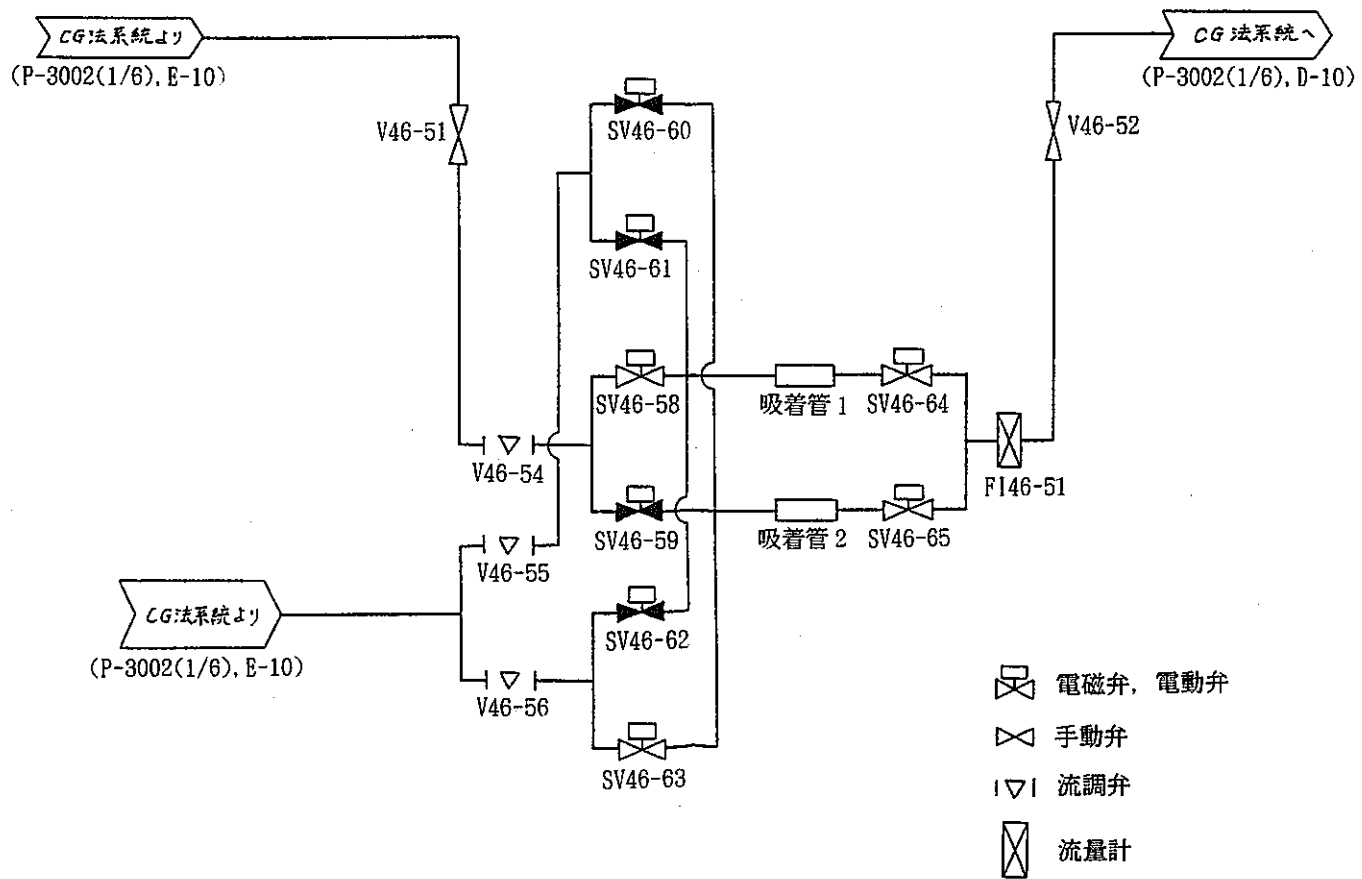 CG法系統より
(P-3002(1/6), E-10)
CG法系統へ
(P-3002(1/6), D-10)
V46-51
SV46-60
V46-52
SV46-61
SV46-58
吸着管1
SV46-64
V46-54
FI46-51
SV46-59
吸着管2
SV46-65
V46-55
CG法系統より
(P-3002(1/6), E-10)
SV46-62
V46-56
SV46-63
電磁弁，電動弁
手動弁
流調弁
流量計